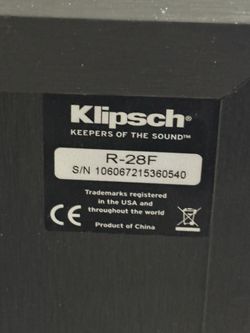 Klipsch®
KEEPERS OF THE SOUND™
R-28F
S/N 106067215360540
Trademarks registered
in the USA and
throughout the world
CE
Product of China